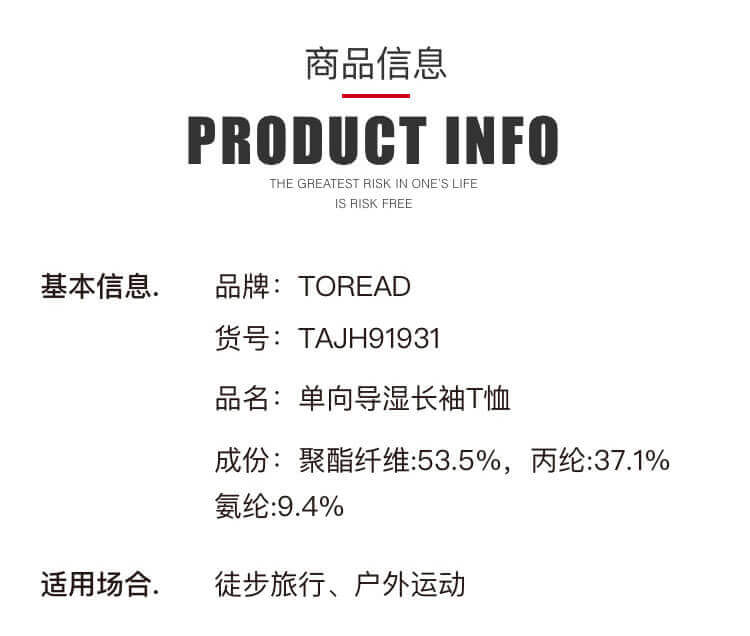 商品信息
PRODUCT INFO
THE GREATEST RISK IN ONE'S LIFE
IS RISK FREE
基本信息. 品牌：TOREAD
货号：TAJH91931
品名：单向导湿长袖T恤
成份：聚酯纤维:53.5%，丙纶:37.1%
氨纶:9.4%
适用场合. 徒步旅行、户外运动